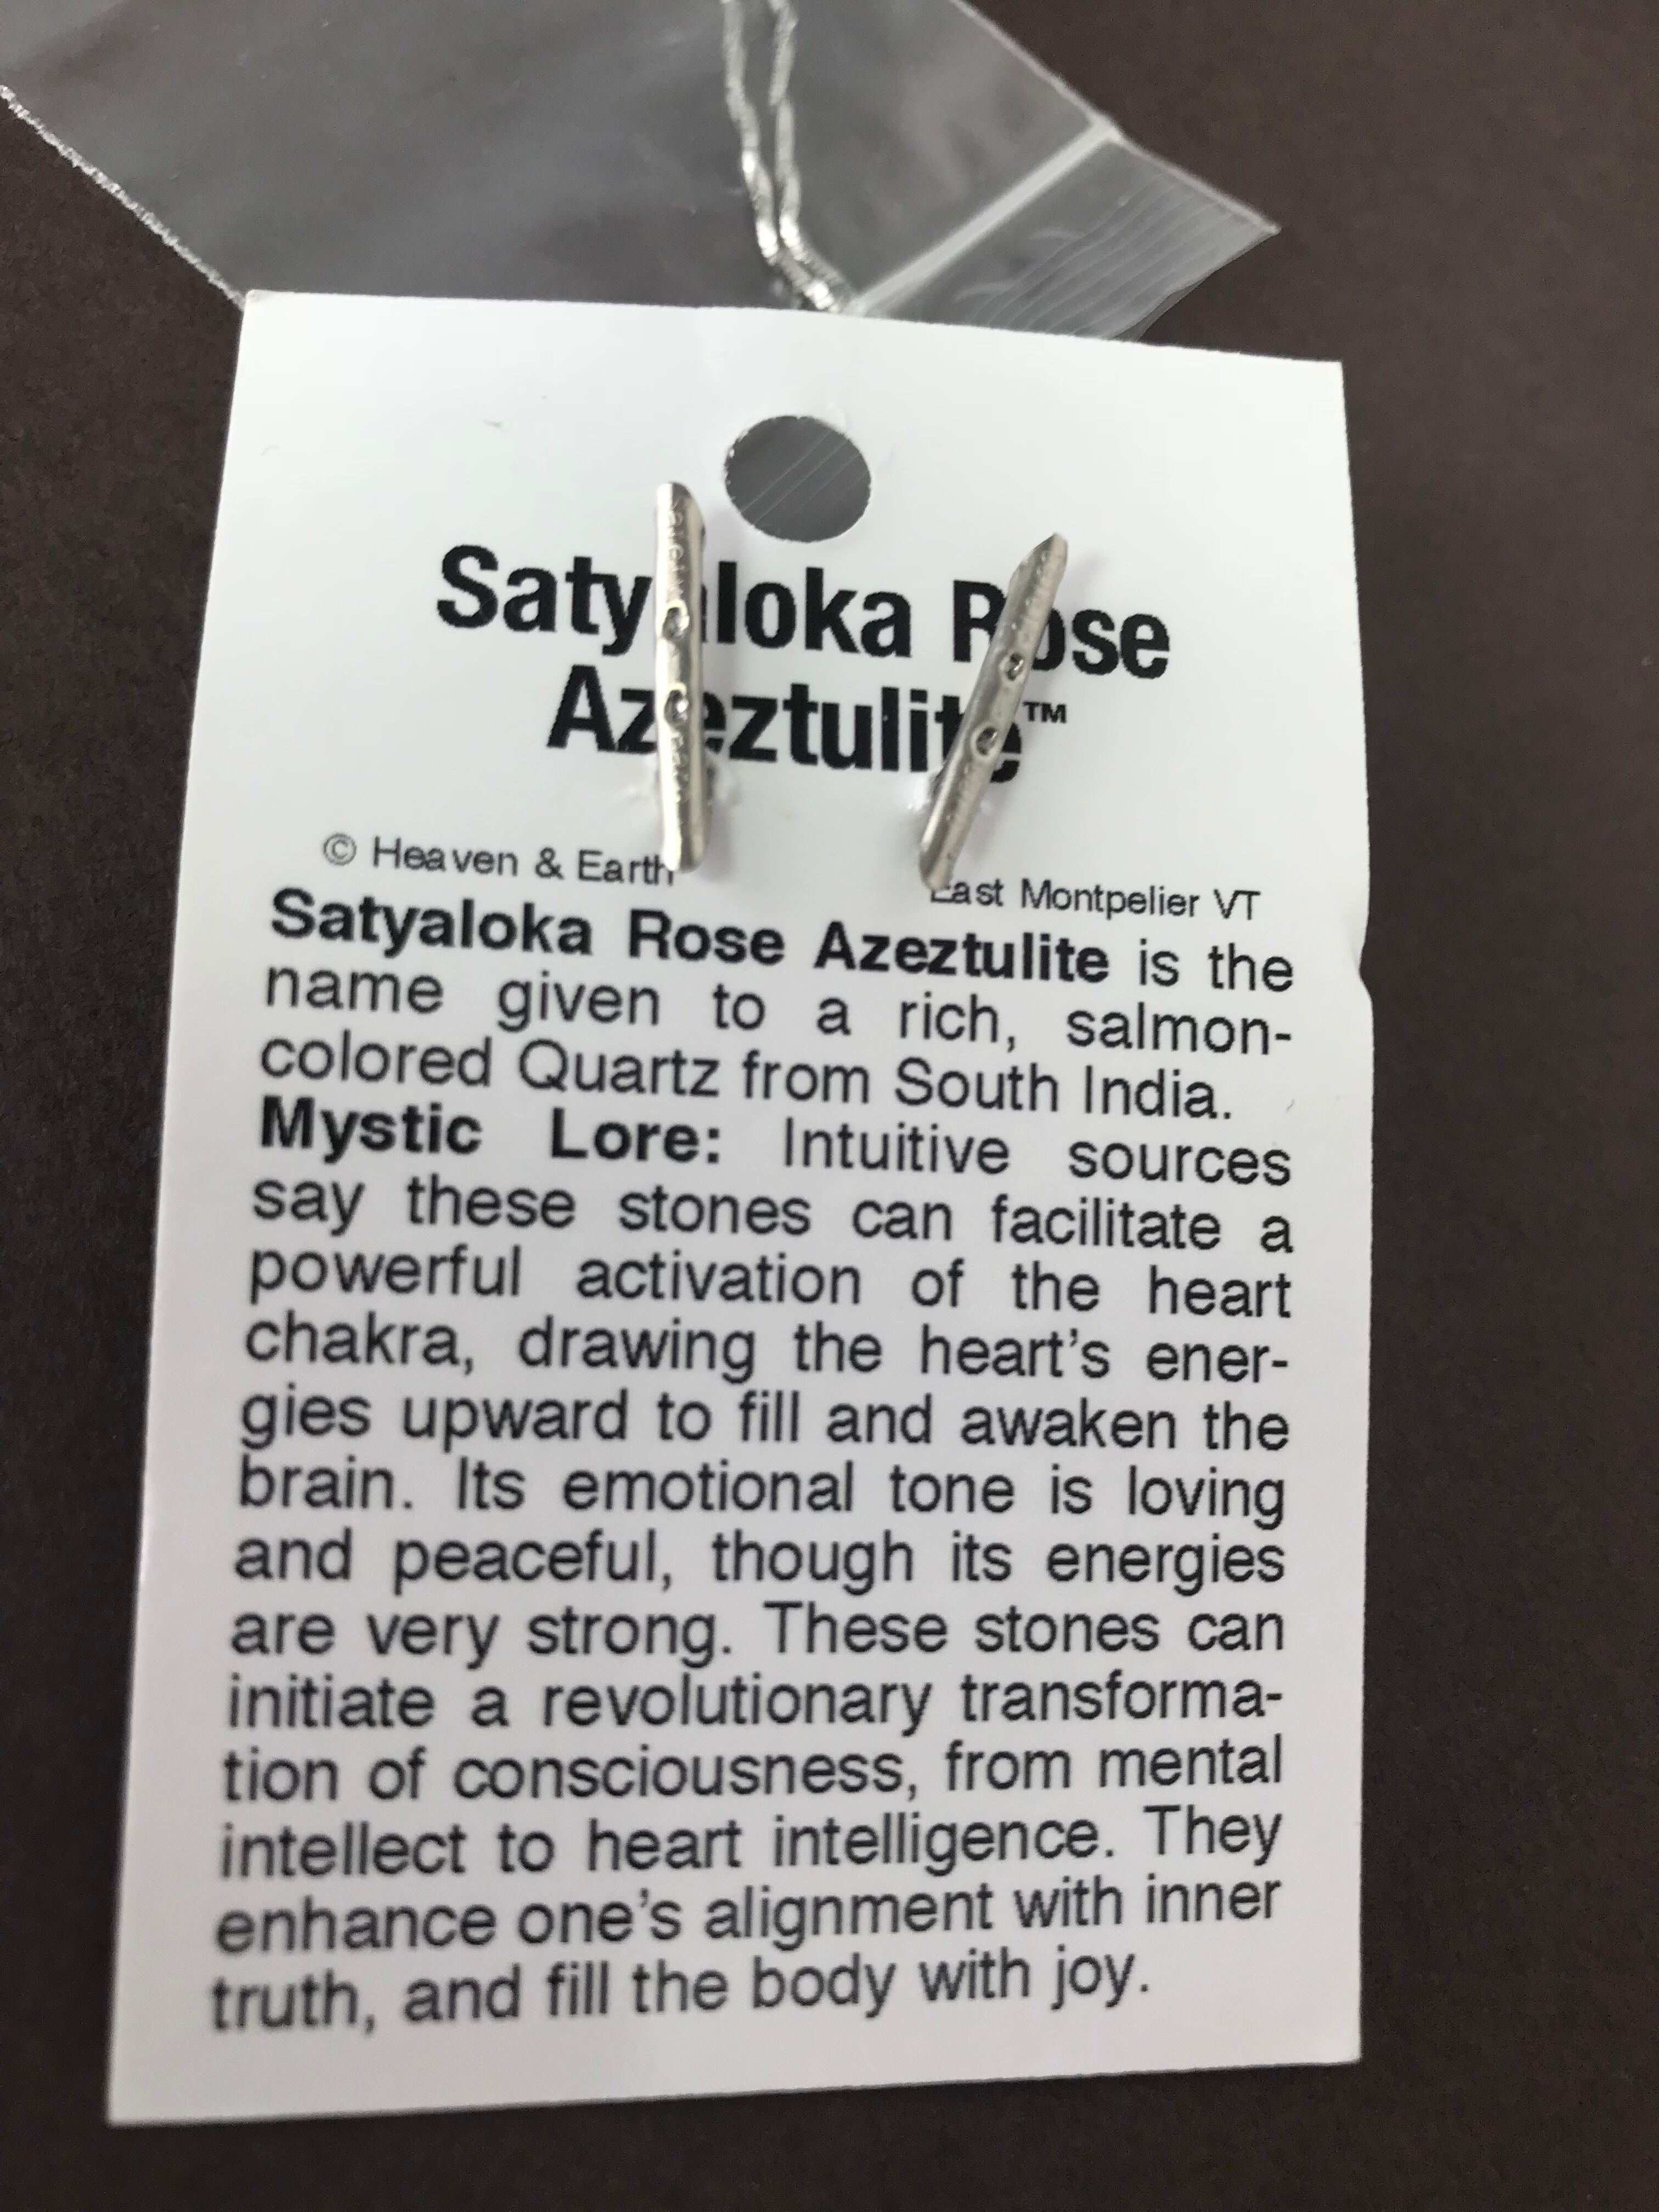 Satyaloka Rose
Azeztulite™
© Heaven & Earth East Montpelier VT
Satyaloka Rose Azeztulite is the
name given to a rich, salmon-
colored Quartz from South India.
Mystic Lore: Intuitive sources
say these stones can facilitate a
powerful activation of the heart
chakra, drawing the heart's ener-
gies upward to fill and awaken the
brain. Its emotional tone is loving
and peaceful, though its energies
are very strong. These stones can
initiate a revolutionary transforma-
tion of consciousness, from mental
intellect to heart intelligence. They
enhance one's alignment with inner
truth, and fill the body with joy.